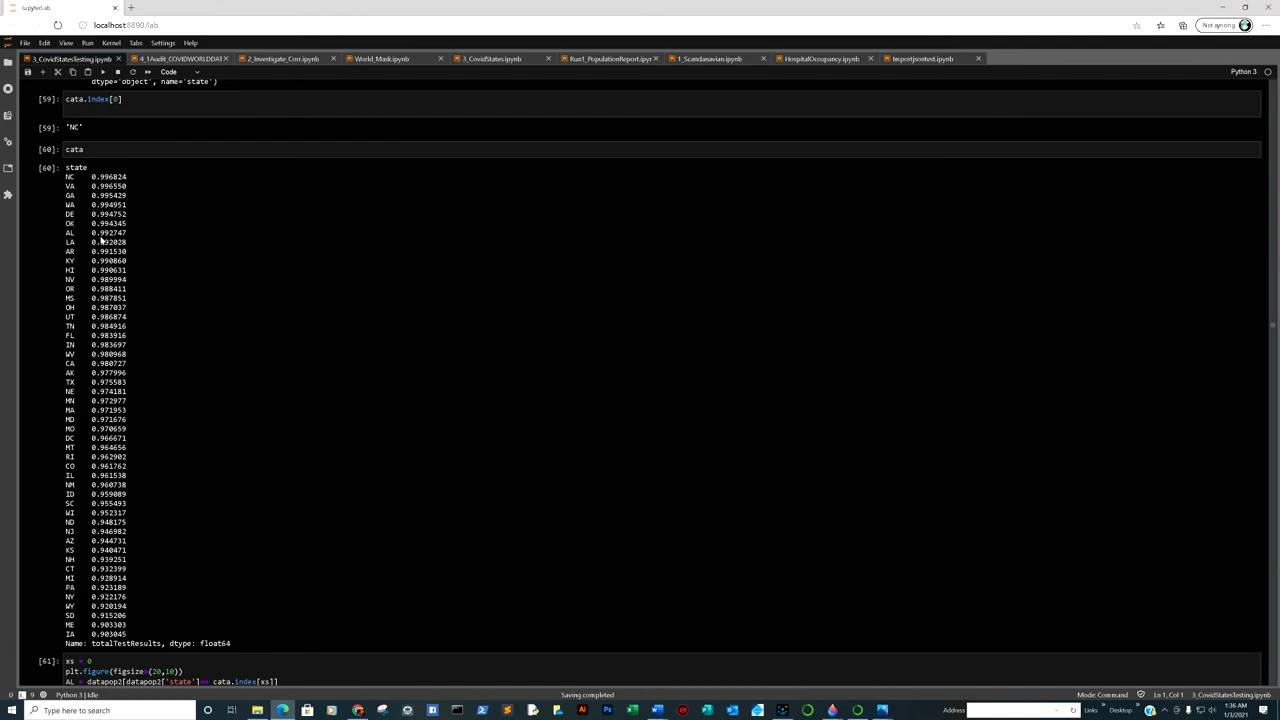 JupyterLab
localhost:8890/lab
Not syncing
File Edit View Run Kernel Tabs Settings Help
3_CovidStatesTesting.ipynb 4_1Audit_COVIDWORLDDAT 2_Investigate_Corr.ipynb World_Mask.ipynb 3_CovidStates.ipynb Run1_PopulationReport.ipyr 1_Scandanavian.ipynb HospitalOccupancy.ipynb Importjsontest.ipynb
Code Python 3
dtype='object', name='state')
[59]: cata.index[0]
[59]: 'NC'
[60]: cata
[60]: state
NC 0.996824
VA 0.996550
GA 0.995429
WA 0.994951
DE 0.994752
OK 0.994345
AL 0.992747
LA 0.992028
AR 0.991530
KY 0.990860
HI 0.990631
NV 0.989994
OR 0.988411
MS 0.987851
OH 0.987037
UT 0.986874
TN 0.984916
FL 0.983916
IN 0.983697
WV 0.980968
CA 0.980727
AK 0.977996
TX 0.975583
NE 0.974181
MN 0.972977
MA 0.971953
MD 0.971676
MO 0.970659
DC 0.966671
MT 0.964656
RI 0.962902
CO 0.961762
IL 0.961538
NM 0.960738
ID 0.959089
SC 0.955493
WI 0.952317
ND 0.948175
NJ 0.946982
AZ 0.944731
KS 0.940471
NH 0.939251
CT 0.932399
MI 0.928914
PA 0.923189
NY 0.922176
WY 0.920194
SD 0.915206
ME 0.903303
IA 0.903045
Name: totalTestResults, dtype: float64
[61]: xs = 0
plt.figure(figsize=(20,10))
AL = datapop2[datapop2['state']== cata.index[xs]]
0 9 Python 3 | Idle Saving completed Mode: Command Ln 1, Col 1 3_CovidStatesTesting.ipynb
Type here to search Address Links Desktop 1:36 AM
1/3/2021